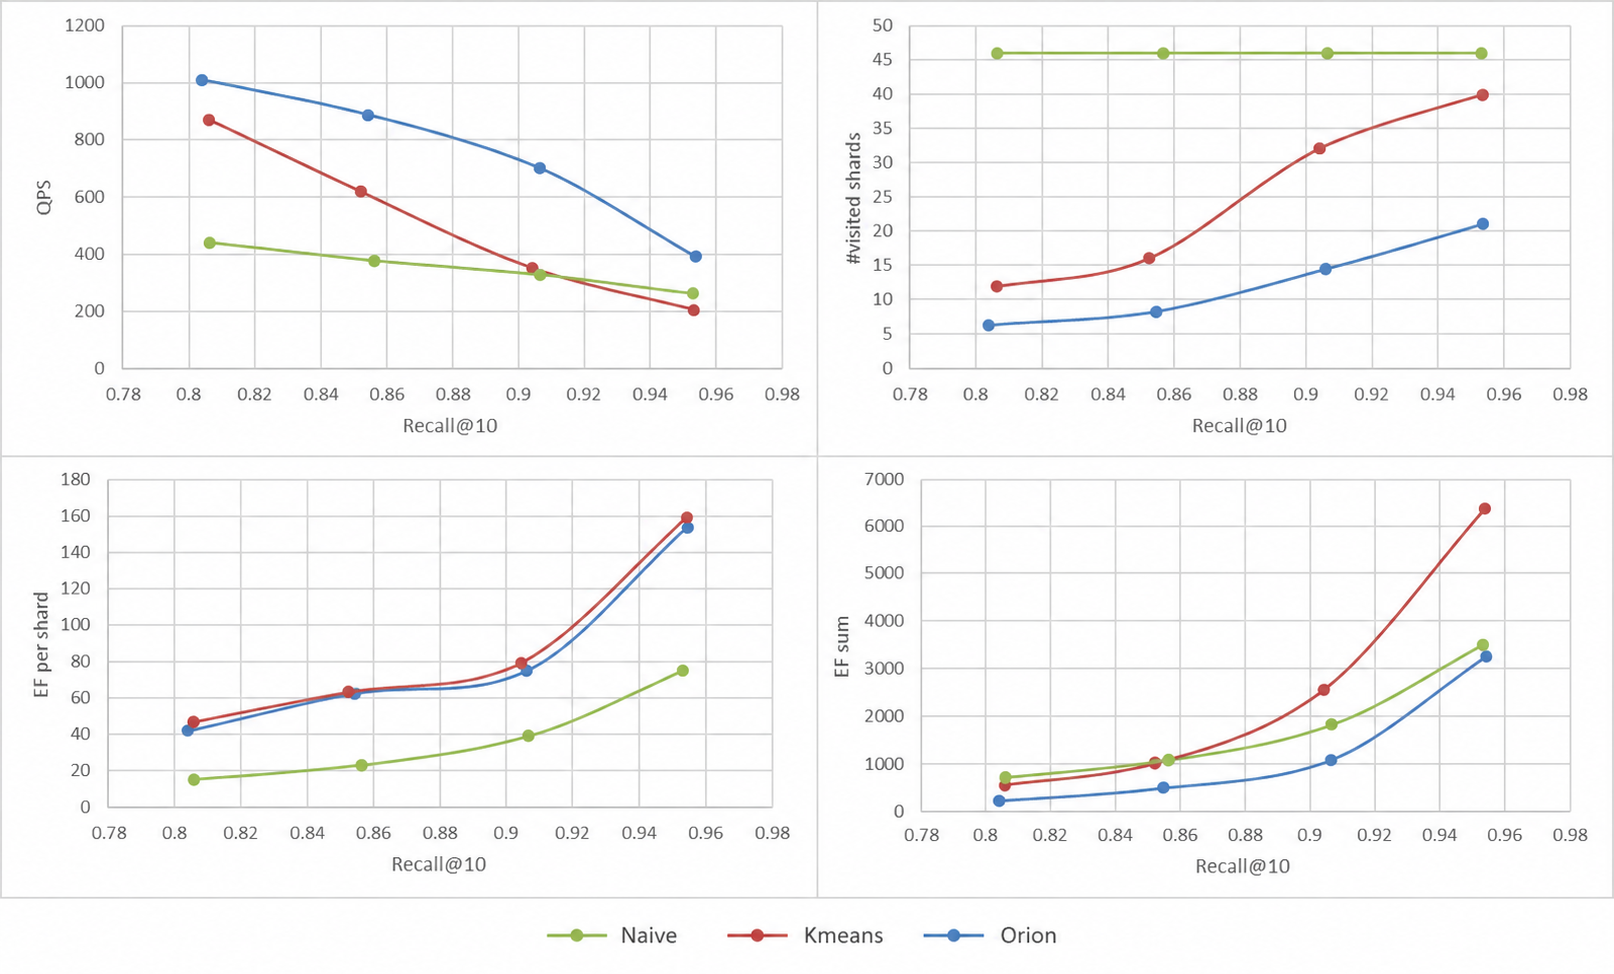 1200
1000
800
600
400
200
0
QPS
0.78 0.8 0.82 0.84 0.86 0.88 0.9 0.92 0.94 0.96 0.98
Recall@10
50
45
40
35
30
25
20
15
10
5
0
#visited shards
0.78 0.8 0.82 0.84 0.86 0.88 0.9 0.92 0.94 0.96 0.98
Recall@10
180
160
140
120
100
80
60
40
20
0
EF per shard
0.78 0.8 0.82 0.84 0.86 0.88 0.9 0.92 0.94 0.96 0.98
Recall@10
7000
6000
5000
4000
3000
2000
1000
0
EF sum
0.78 0.8 0.82 0.84 0.86 0.88 0.9 0.92 0.94 0.96 0.98
Recall@10
Naive Kmeans Orion